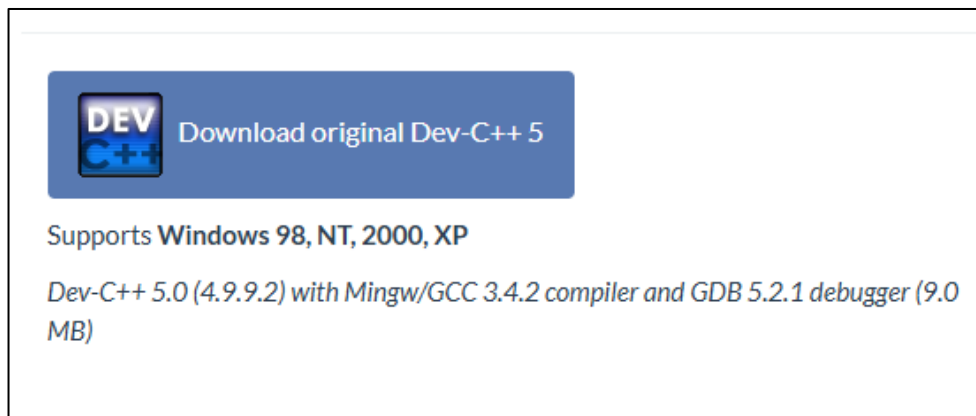 DEV
C++
Download original Dev-C++ 5
Supports Windows 98, NT, 2000, XP
Dev-C++ 5.0 (4.9.9.2) with Mingw/GCC 3.4.2 compiler and GDB 5.2.1 debugger (9.0
MB)